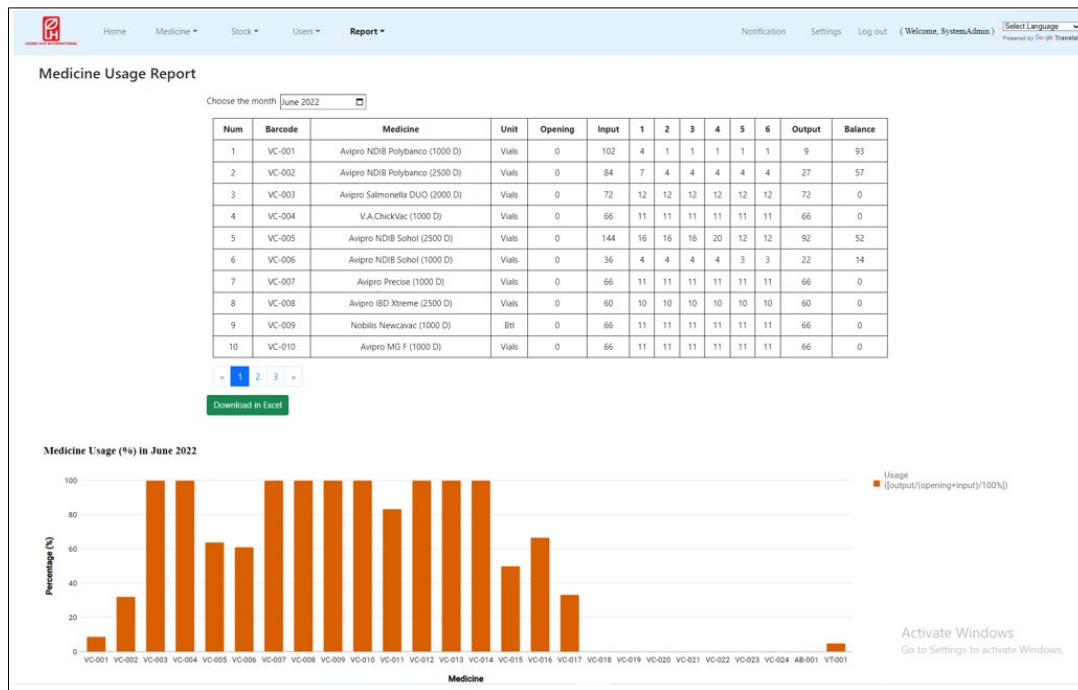 LEONG HUP INTERNATIONAL
Home Medicine Stock Users Report Notification Settings Log out ( Welcome, SystemAdmin ) Select Language
Powered by Google Translate
Medicine Usage Report
Choose the month June 2022
Num Barcode Medicine Unit Opening Input 1 2 3 4 5 6 Output Balance
1 VC-001 Avipro NDIB Polybanco (1000 D) Vials 0 102 4 1 1 1 1 1 9 93
2 VC-002 Avipro NDIB Polybanco (2500 D) Vials 0 84 7 4 4 4 4 4 27 57
3 VC-003 Avipro Salmonella DUO (2000 D) Vials 0 72 12 12 12 12 12 12 72 0
4 VC-004 V.A.ChickVac (1000 D) Vials 0 66 11 11 11 11 11 11 66 0
5 VC-005 Avipro NDIB Sohol (2500 D) Vials 0 144 16 16 16 20 12 12 92 52
6 VC-006 Avipro NDIB Sohol (1000 D) Vials 0 36 4 4 4 4 3 3 22 14
7 VC-007 Avipro Precise (1000 D) Vials 0 66 11 11 11 11 11 11 66 0
8 VC-008 Avipro IBD Xtreme (2500 D) Vials 0 60 10 10 10 10 10 10 60 0
9 VC-009 Nobilis Newcavac (1000 D) Btl 0 66 11 11 11 11 11 11 66 0
10 VC-010 Avipro MG F (1000 D) Vials 0 66 11 11 11 11 11 11 66 0
« 1 2 3 »
Download in Excel
Medicine Usage (%) in June 2022
Usage
([output/(opening+input)/100%])
100
80
60
40
20
0
Percentage (%)
VC-001 VC-002 VC-003 VC-004 VC-005 VC-006 VC-007 VC-008 VC-009 VC-010 VC-011 VC-012 VC-013 VC-014 VC-015 VC-016 VC-017 VC-018 VC-019 VC-020 VC-021 VC-022 VC-023 VC-024 AB-001 VT-001
Medicine
Activate Windows
Go to Settings to activate Windows.